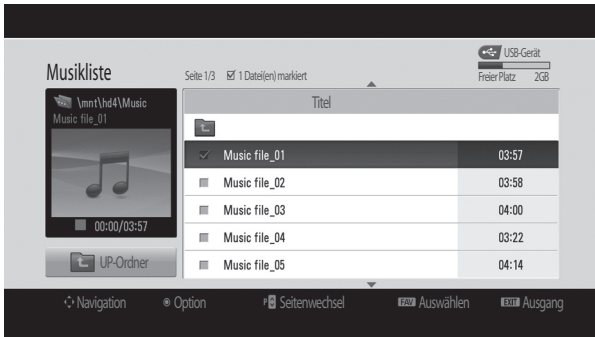 USB-Gerät
Musikliste
Seite 1/3 1 Datei(en) markiert
Freier Platz 2GB
\mnt\hd4\Music
Music file_01
00:00/03:57
UP-Ordner
Titel
Music file_01 03:57
Music file_02 03:58
Music file_03 04:00
Music file_04 03:22
Music file_05 04:14
Navigation Option P Seitenwechsel FAV Auswählen EXIT Ausgang